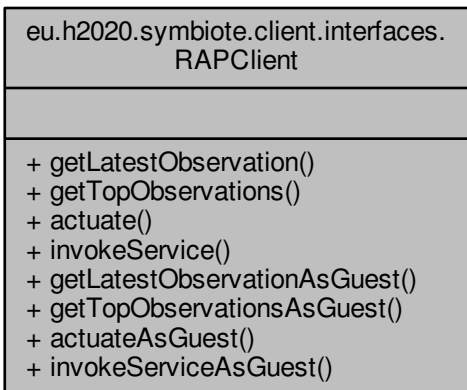 eu.h2020.symbiote.client.interfaces.
RAPClient
+ getLatestObservation()
+ getTopObservations()
+ actuate()
+ invokeService()
+ getLatestObservationAsGuest()
+ getTopObservationsAsGuest()
+ actuateAsGuest()
+ invokeServiceAsGuest()